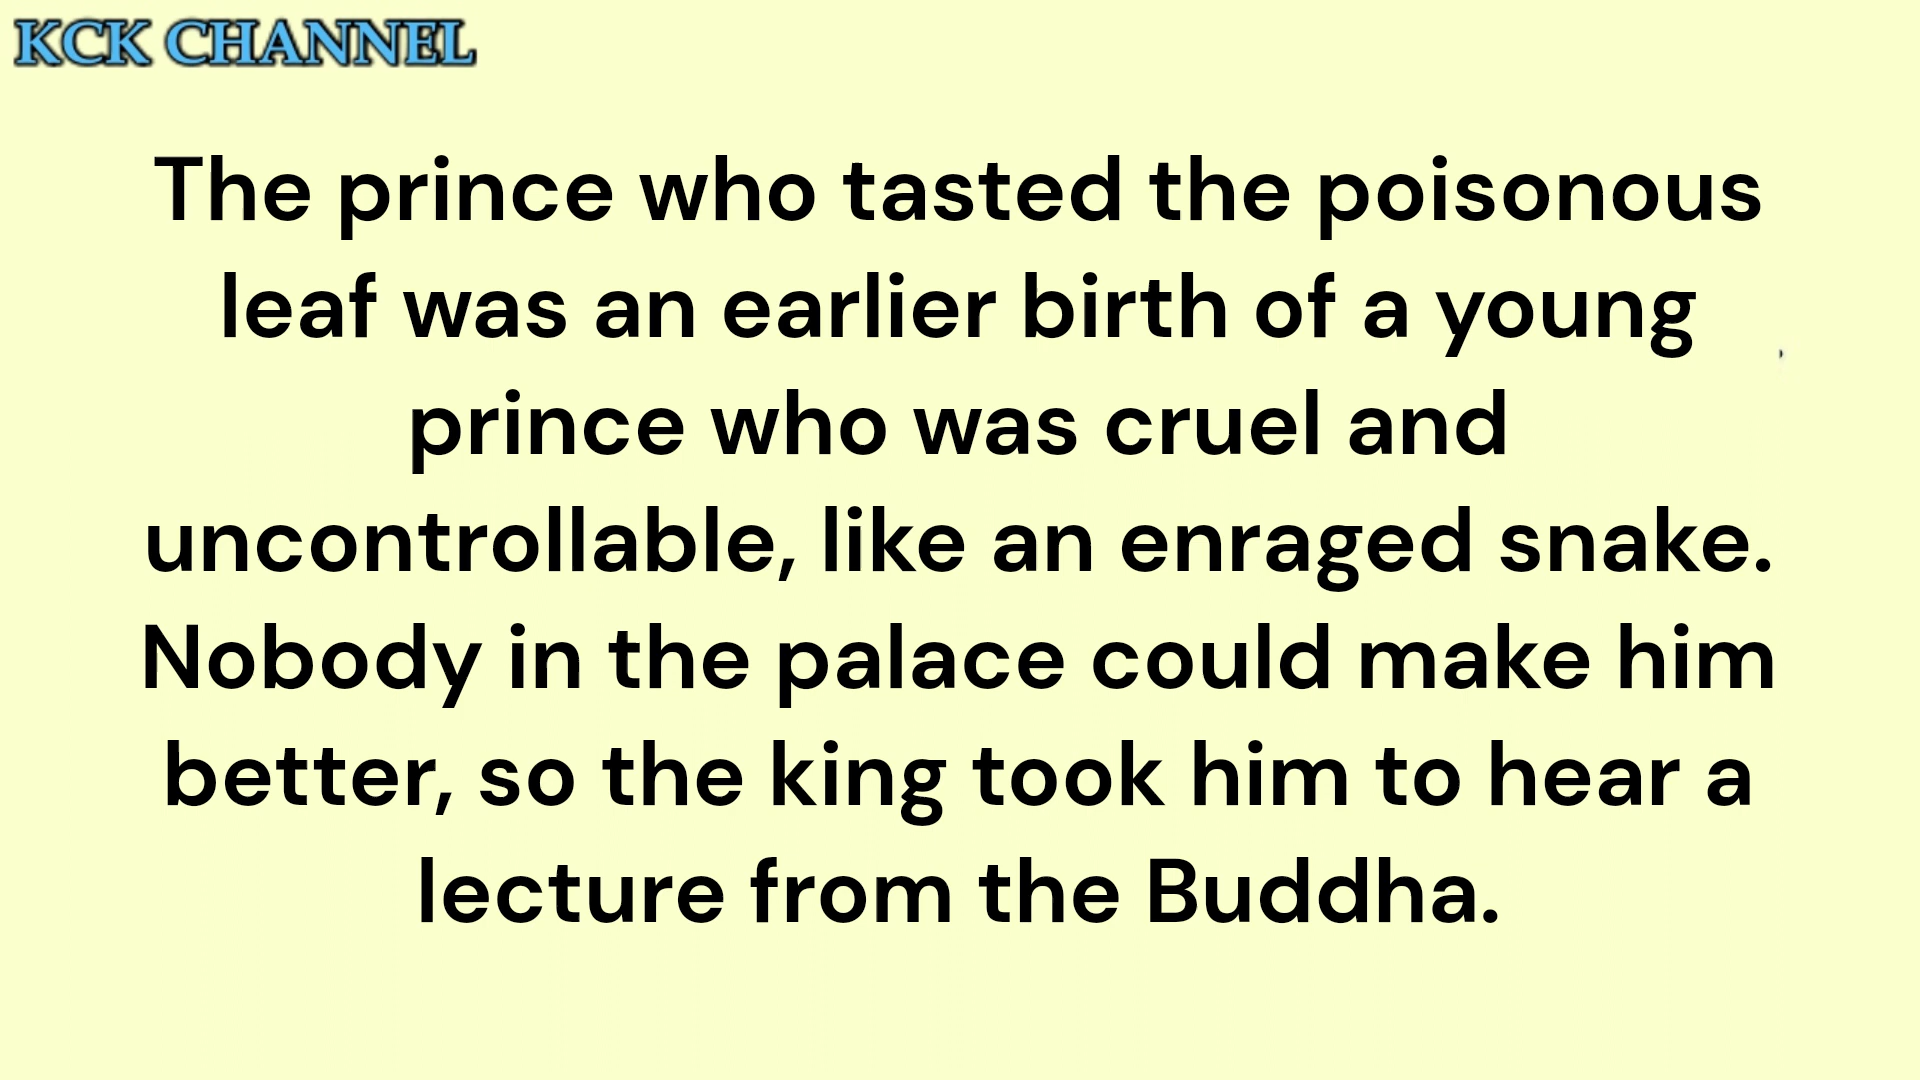 KCK CHANNEL
The prince who tasted the poisonous
leaf was an earlier birth of a young
prince who was cruel and
uncontrollable, like an enraged snake.
Nobody in the palace could make him
better, so the king took him to hear a
lecture from the Buddha.